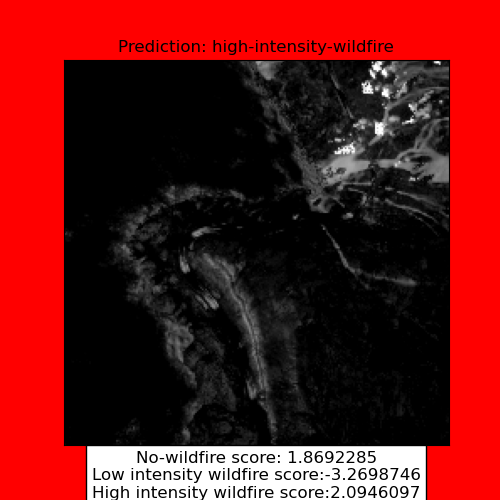 Prediction: high-intensity-wildfire
No-wildfire score: 1.8692285
Low intensity wildfire score:-3.2698746
High intensity wildfire score:2.0946097